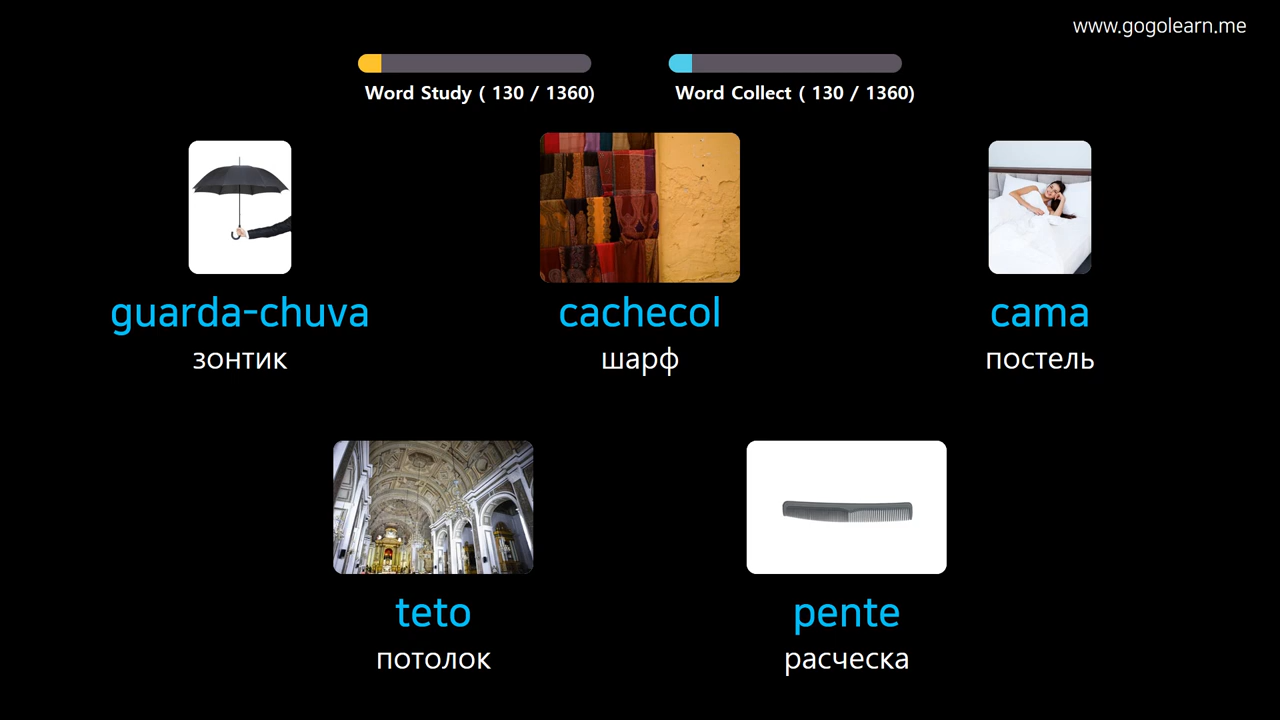 www.gogolearn.me
Word Study ( 130 / 1360)
Word Collect ( 130 / 1360)
guarda-chuva
зонтик
cachecol
шарф
cama
постель
teto
потолок
pente
расческа